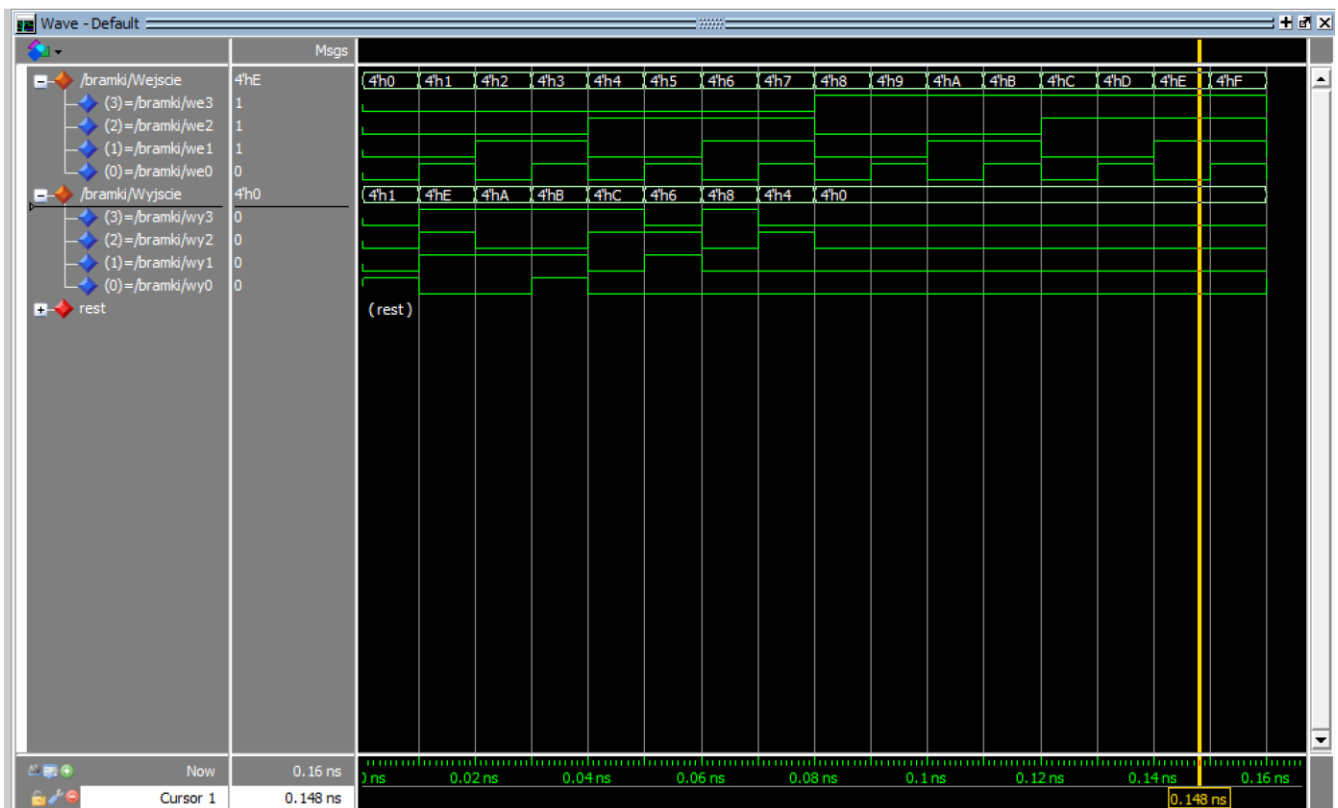 Wave - Default
Msgs
/bramki/Wejscie 4'hE 4'h0 4'h1 4'h2 4'h3 4'h4 4'h5 4'h6 4'h7 4'h8 4'h9 4'hA 4'hB 4'hC 4'hD 4'hE 4'hF
(3)=/bramki/we3 1
(2)=/bramki/we2 1
(1)=/bramki/we1 1
(0)=/bramki/we0 0
/bramki/Wyjscie 4'h0 4'h1 4'hE 4'hA 4'hB 4'hC 4'h6 4'h8 4'h4 4'h0
(3)=/bramki/wy3 0
(2)=/bramki/wy2 0
(1)=/bramki/wy1 0
(0)=/bramki/wy0 0
rest (rest)
Now 0.16 ns ns 0.02 ns 0.04 ns 0.06 ns 0.08 ns 0.1 ns 0.12 ns 0.14 ns 0.16 ns
Cursor 1 0.148 ns 0.148 ns